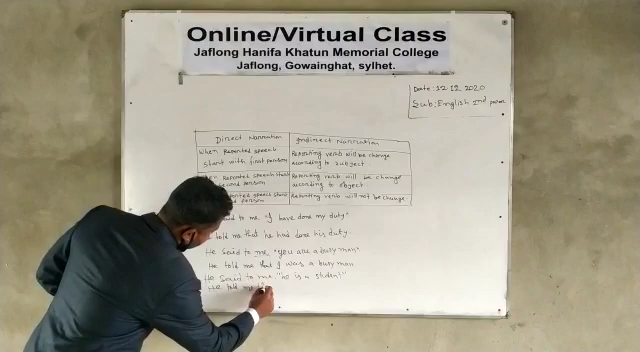 Online/Virtual Class
Jaflong Hanifa Khatun Memorial College
Jaflong, Gowainghat, sylhet.
Date: 12 12 2020
Sub: English 2nd paper
Direct Narration
Indirect Narration
When Reported speech start with first person
Reporting verb will be change according to subject
Reported speech start second person
Reporting verb will be change according to object
Reported speech start person
Reporting verb will not be change
said to me, "I have done my duty"
told me that he had done his duty.
He said to me "you are a busy man"
He told me that I was a busy man
He said to me "he is a student"
He told me